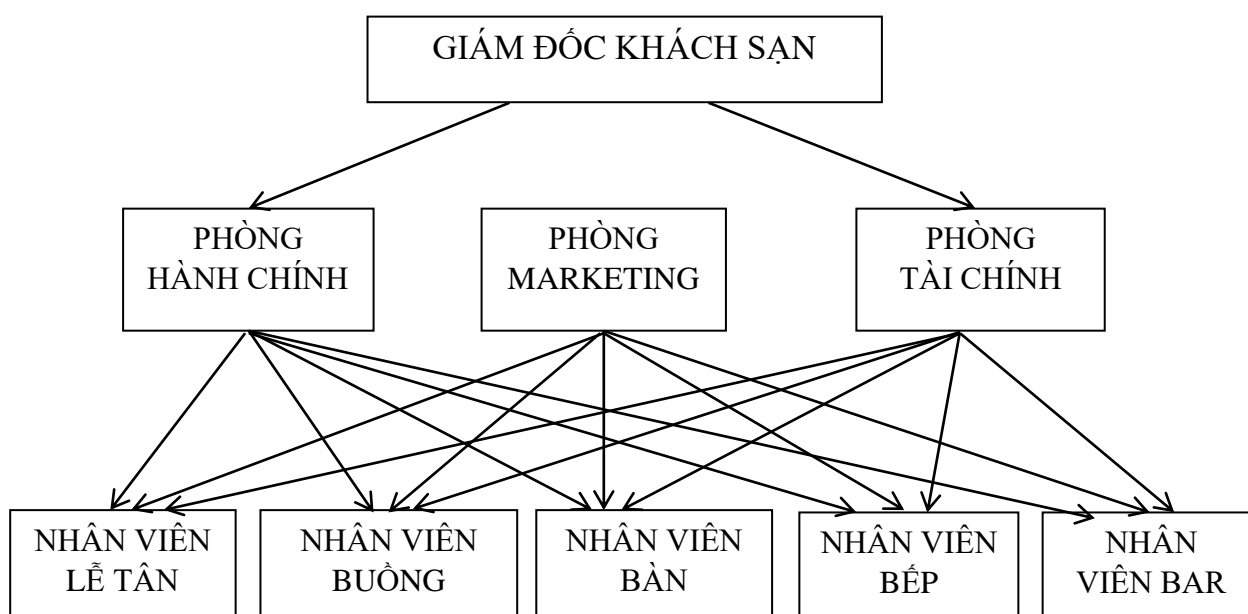 GIÁM ĐỐC KHÁCH SẠN
PHÒNG
HÀNH CHÍNH
PHÒNG
MARKETING
PHÒNG
TÀI CHÍNH
NHÂN VIÊN
LỄ TÂN
NHÂN VIÊN
BUỒNG
NHÂN VIÊN
BÀN
NHÂN VIÊN
BẾP
NHÂN
VIÊN BAR